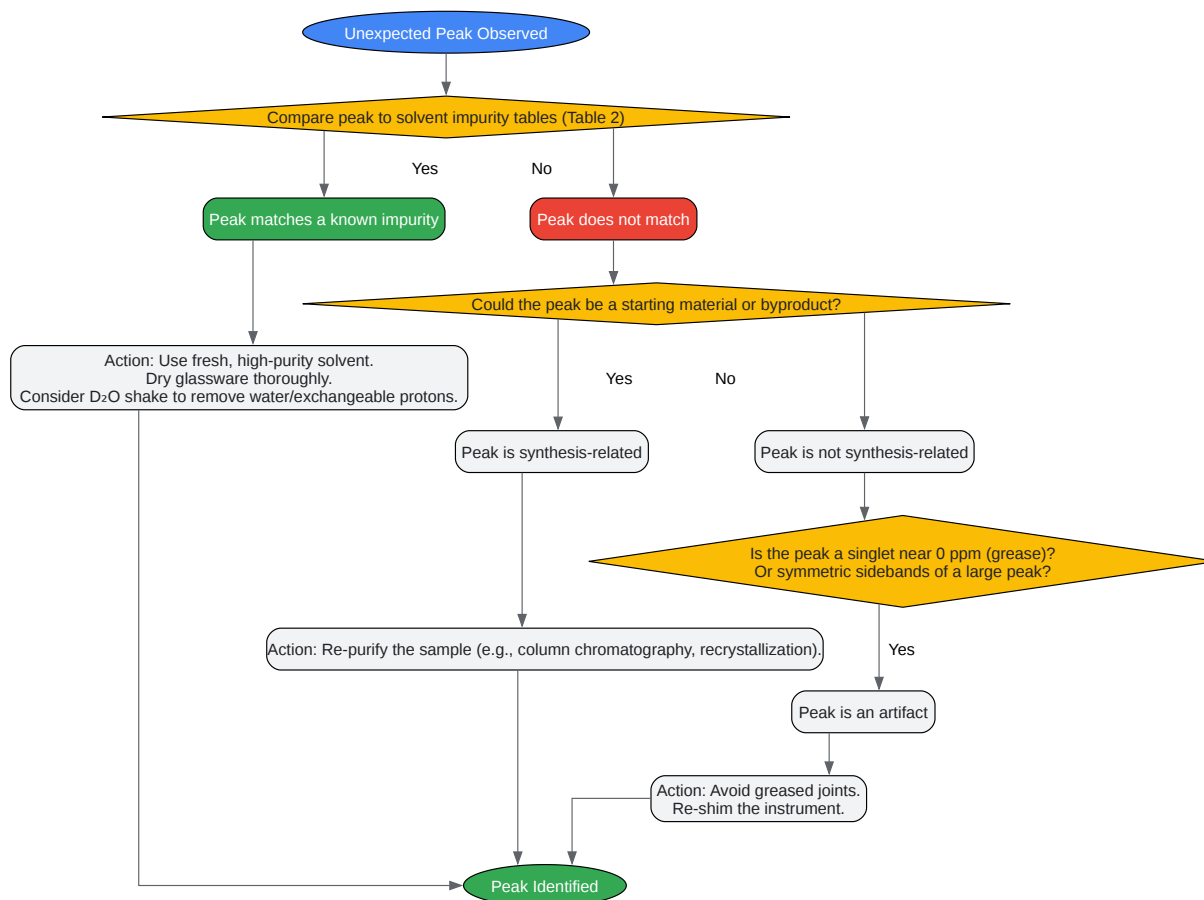 Unexpected Peak Observed
Compare peak to solvent impurity tables (Table 2)
Yes
No
Peak matches a known impurity
Peak does not match
Could the peak be a starting material or byproduct?
Action: Use fresh, high-purity solvent.
Dry glassware thoroughly.
Consider D₂O shake to remove water/exchangeable protons.
Yes
No
Peak is synthesis-related
Peak is not synthesis-related
Is the peak a singlet near 0 ppm (grease)?
Or symmetric sidebands of a large peak?
Action: Re-purify the sample (e.g., column chromatography, recrystallization).
Yes
Peak is an artifact
Action: Avoid greased joints.
Re-shim the instrument.
Peak Identified